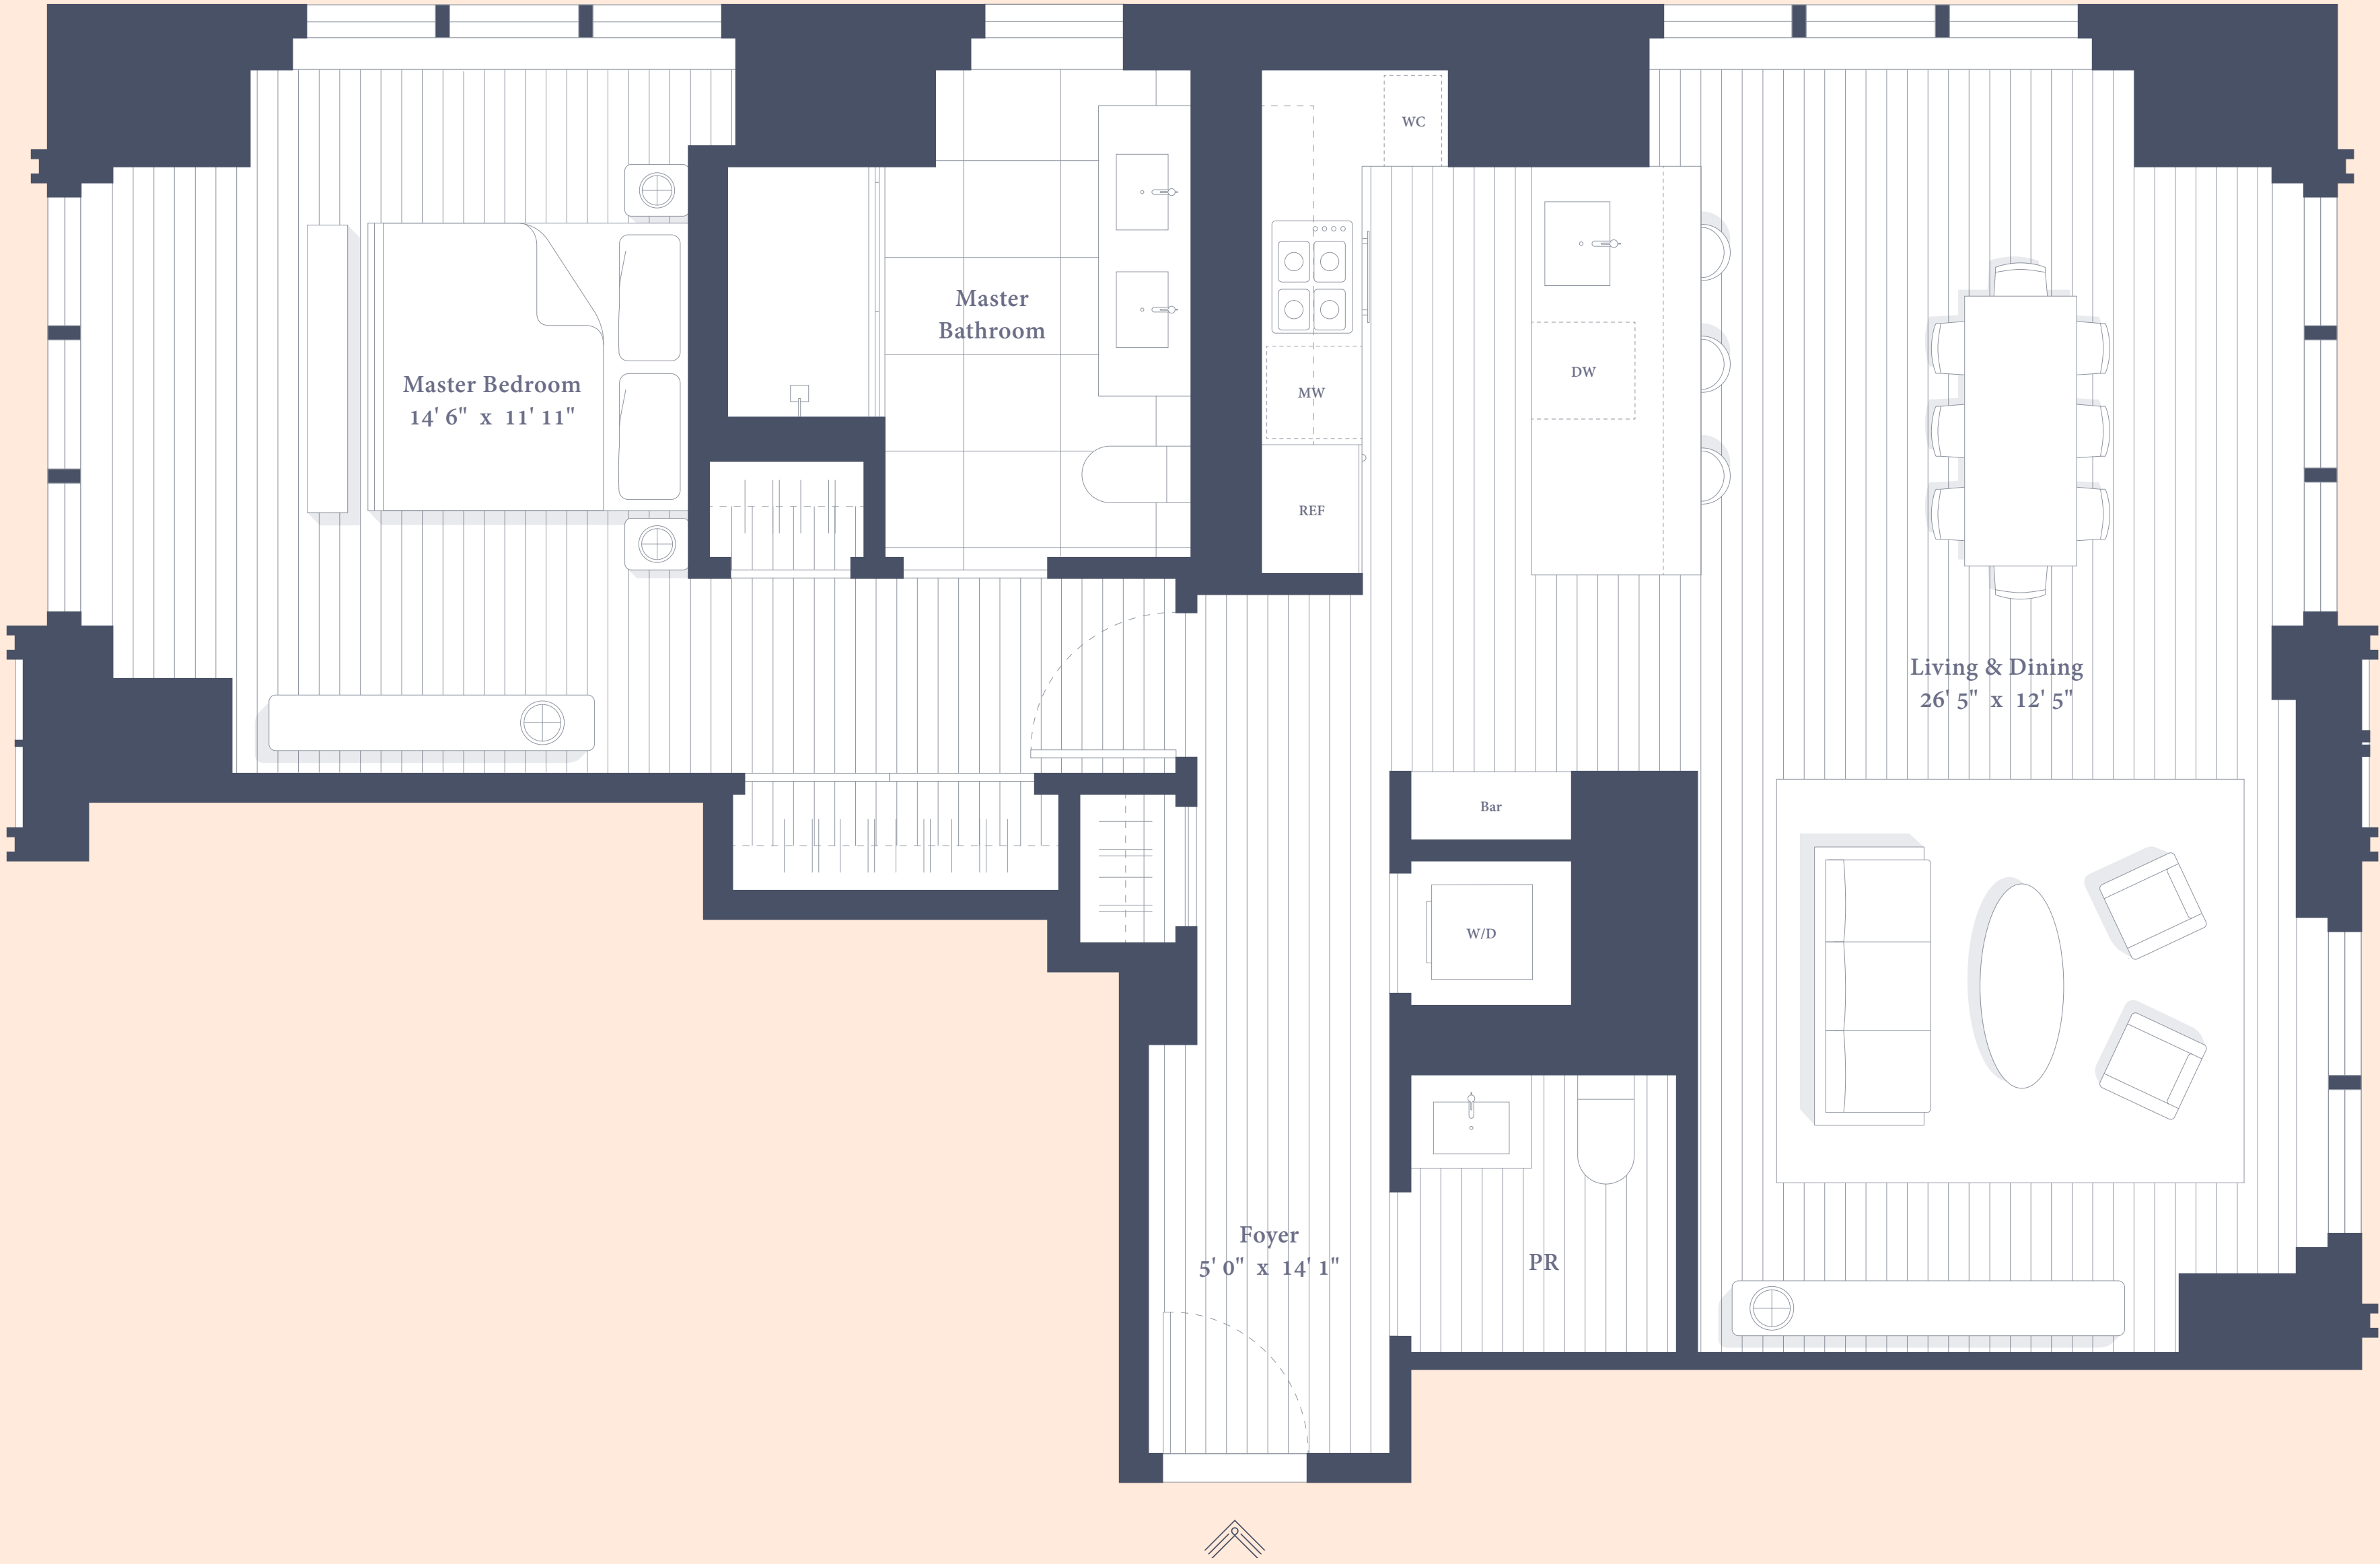 WC
Master
Bathroom
Master Bedroom
14' 6" x 11' 11"
MW
DW
REF
Living & Dining
26' 5" x 12' 5"
Bar
W/D
Foyer
5' 0" x 14' 1"
PR